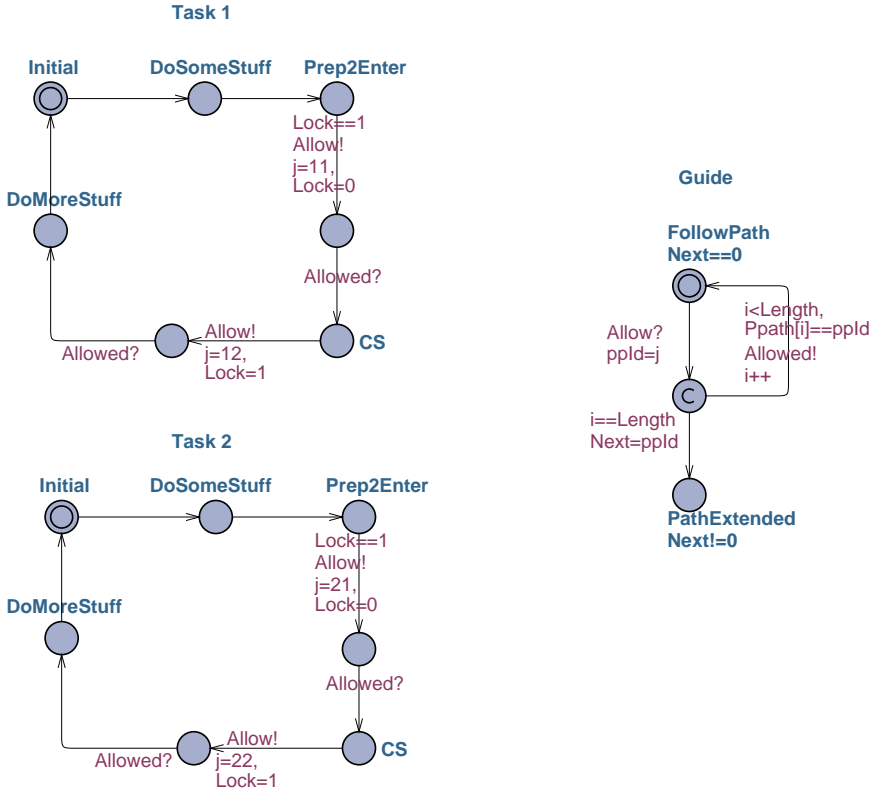 Task 1
Initial
DoSomeStuff
Prep2Enter
Lock==1
Allow!
j=11,
Lock=0
DoMoreStuff
Allowed?
CS
Allow!
j=12,
Lock=1
Allowed?
Task 2
Initial
DoSomeStuff
Prep2Enter
Lock==1
Allow!
j=21,
Lock=0
DoMoreStuff
Allowed?
CS
Allow!
j=22,
Lock=1
Allowed?
Guide
FollowPath
Next==0
Allow?
ppId=j
i<Length,
Ppath[i]==ppId
Allowed!
i++
C
i==Length
Next=ppId
PathExtended
Next!=0